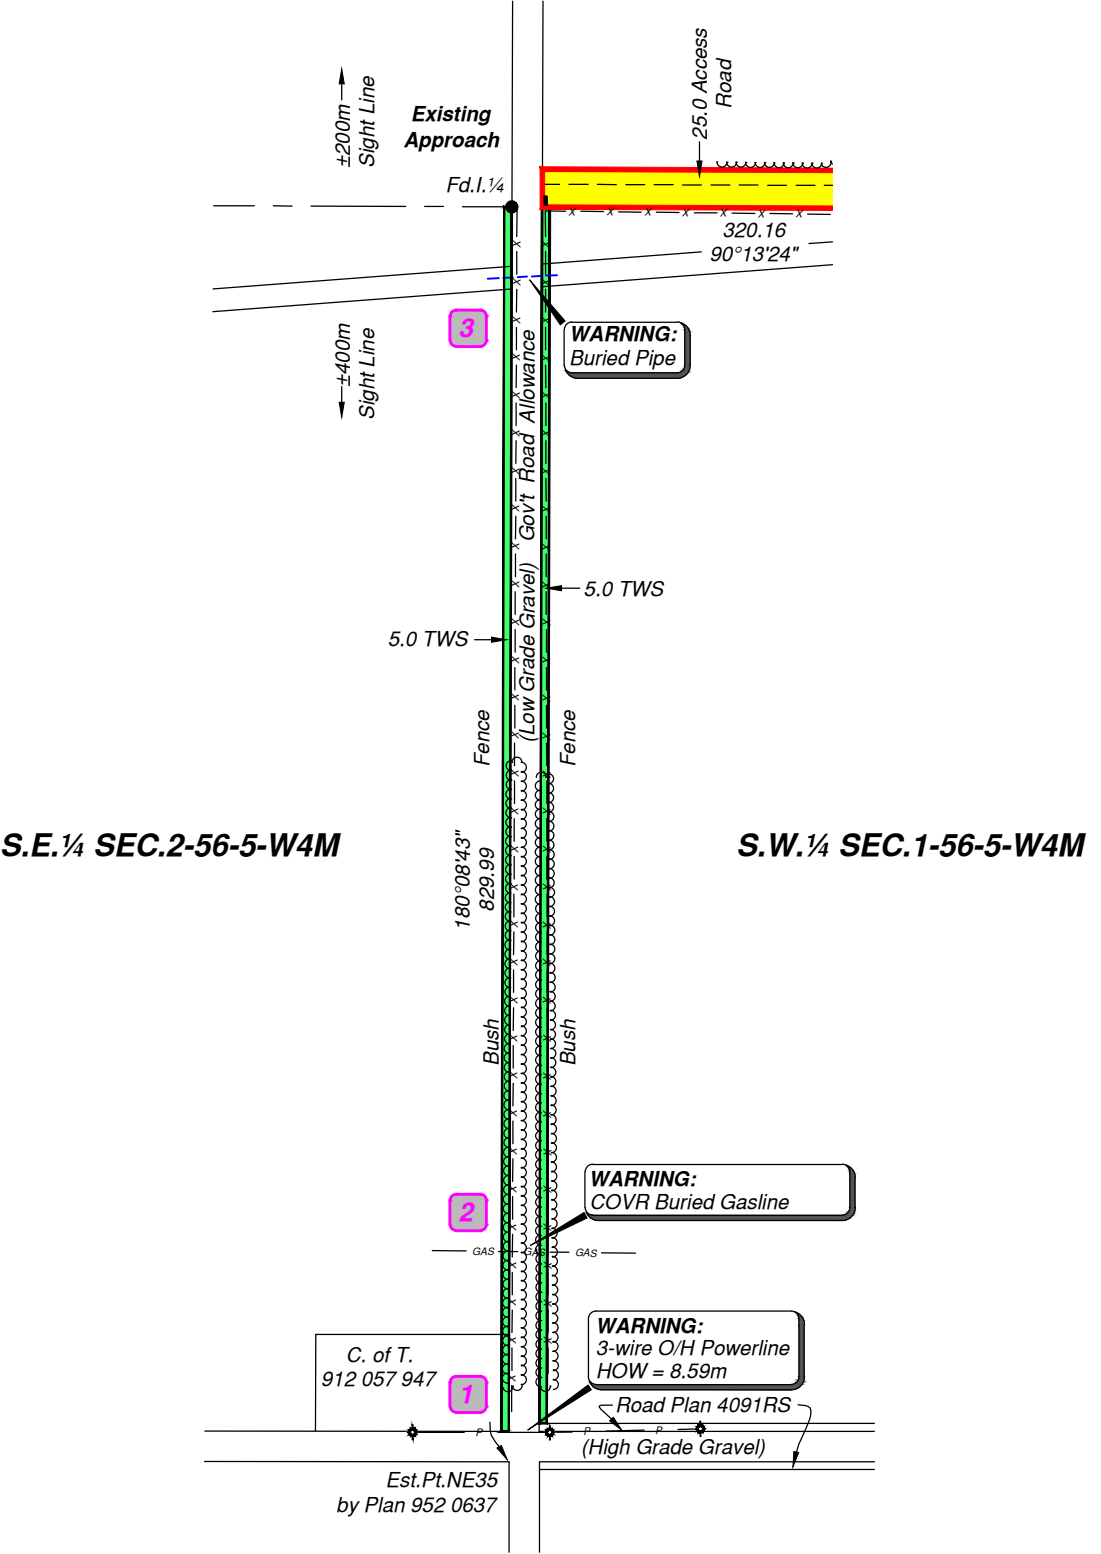 ±200m
Sight Line
Existing
Approach
25.0 Access
Road
Fd.I.¼
320.16
90°13'24"
3
WARNING:
Buried Pipe
±400m
Sight Line
Gov't Road Allowance
(Low Grade Gravel)
5.0 TWS
5.0 TWS
Fence
Fence
S.E.¼ SEC.2-56-5-W4M
S.W.¼ SEC.1-56-5-W4M
180°08'43"
829.99
Bush
Bush
WARNING:
COVR Buried Gasline
2
GAS GAS GAS
WARNING:
3-wire O/H Powerline
HOW = 8.59m
C. of T.
912 057 947
1
Road Plan 4091RS
P P P
(High Grade Gravel)
Est.Pt.NE35
by Plan 952 0637